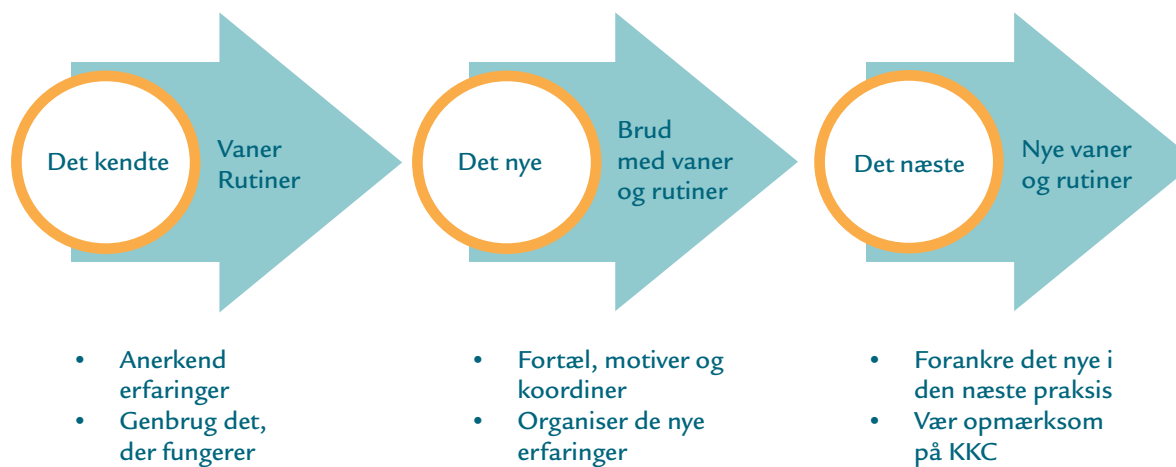 Det kendte
Vaner
Rutiner
Det nye
Brud
med vaner
og rutiner
Det næste
Nye vaner
og rutiner
• Anerkend
erfaringer
• Genbrug det,
der fungerer
• Fortæl, motiver og
koordiner
• Organiser de nye
erfaringer
• Forankre det nye i
den næste praksis
• Vær opmærksom
på KKC